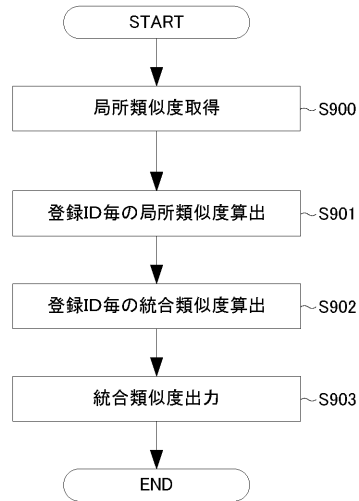 START
局所類似度取得
S900
登録ID毎の局所類似度算出
S901
登録ID毎の統合類似度算出
S902
統合類似度出力
S903
END